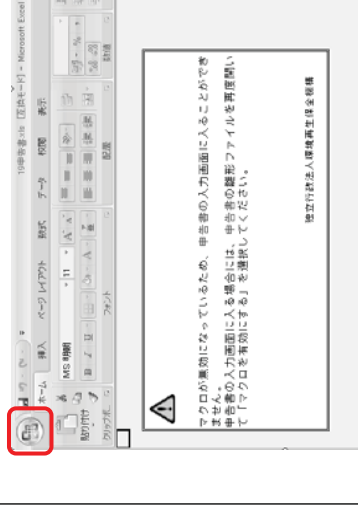 19申告書.xls [互換モード] - Microsoft Excel
ホーム 挿入 ページ レイアウト 数式 データ 校閲 表示
MS 明朝 11
貼り付け
クリップボ... フォント 配置 数値
マクロが無効になっているため、申告書の入力画面に入ることができ
ません。
申告書の入力画面に入る場合には、申告書の雛形ファイルを再度開い
て「マクロを有効にする」を選択してください。
独立行政法人環境再生保全機構